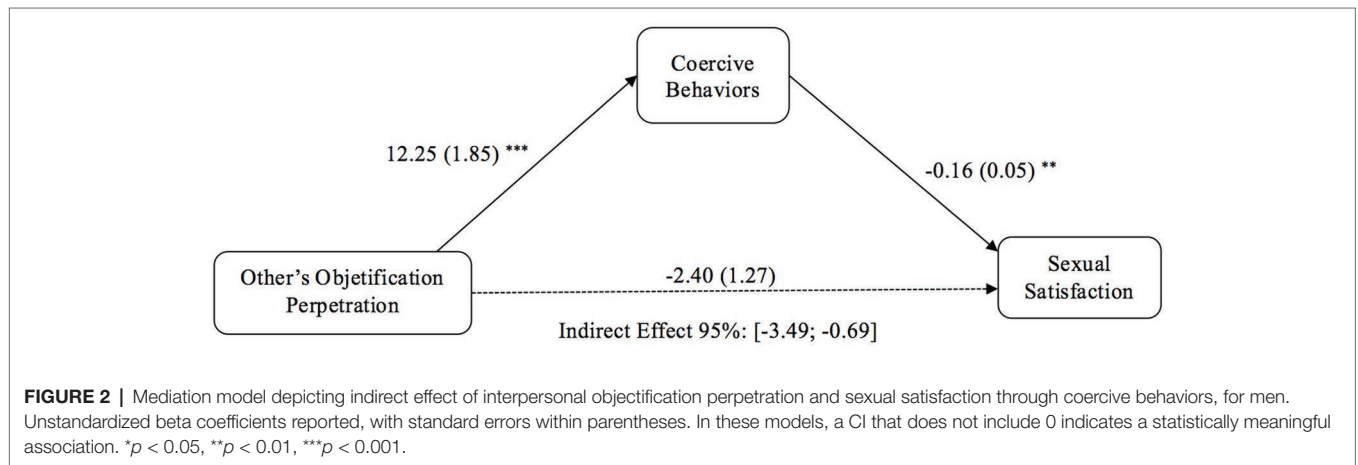 Coercive
Behaviors
12.25 (1.85) ***
-0.16 (0.05) **
Other's Objetification
Perpetration
-2.40 (1.27)
Sexual
Satisfaction
Indirect Effect 95%: [-3.49; -0.69]
FIGURE 2 | Mediation model depicting indirect effect of interpersonal objectification perpetration and sexual satisfaction through coercive behaviors, for men.
Unstandardized beta coefficients reported, with standard errors within parentheses. In these models, a CI that does not include 0 indicates a statistically meaningful
association. *p < 0.05, **p < 0.01, ***p < 0.001.